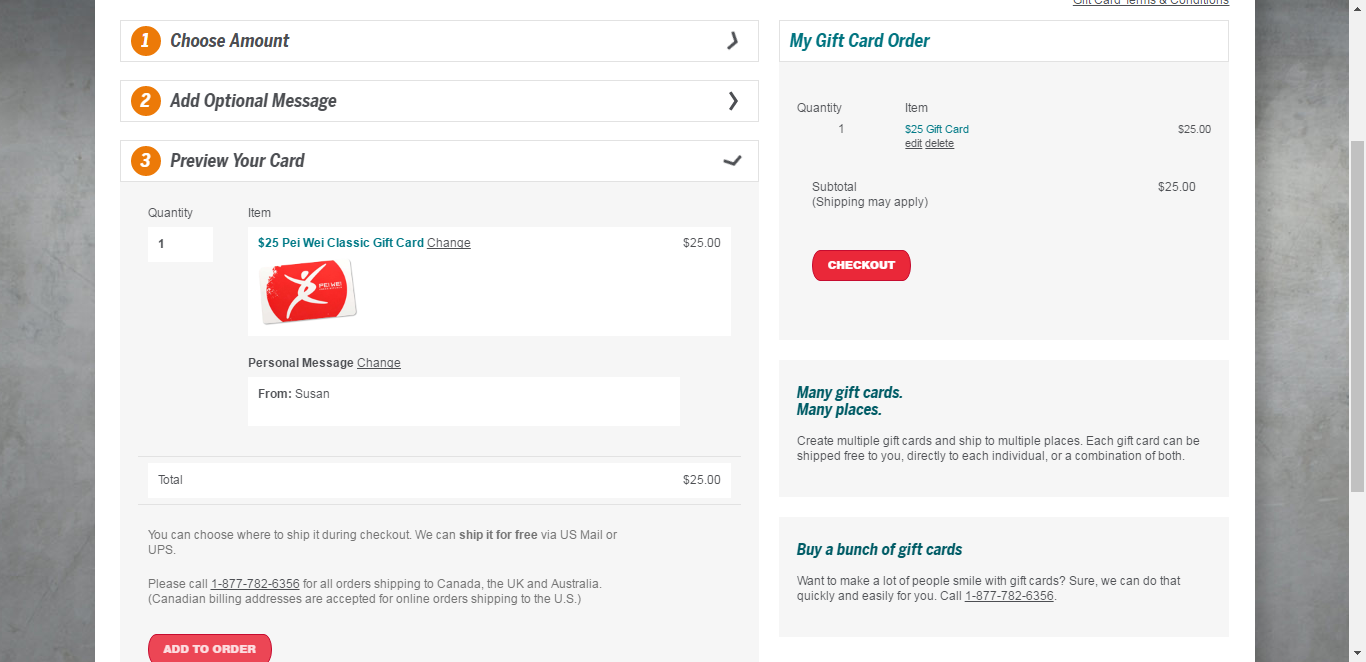 Gift Card Terms & Conditions
1 Choose Amount
2 Add Optional Message
3 Preview Your Card
Quantity Item
1 $25 Pei Wei Classic Gift Card Change $25.00
PEI WEI
Personal Message Change
From: Susan
Total $25.00
You can choose where to ship it during checkout. We can ship it for free via US Mail or
UPS.
Please call 1-877-782-6356 for all orders shipping to Canada, the UK and Australia.
(Canadian billing addresses are accepted for online orders shipping to the U.S.)
ADD TO ORDER
My Gift Card Order
Quantity Item
1 $25 Gift Card $25.00
edit delete
Subtotal $25.00
(Shipping may apply)
CHECKOUT
Many gift cards.
Many places.
Create multiple gift cards and ship to multiple places. Each gift card can be
shipped free to you, directly to each individual, or a combination of both.
Buy a bunch of gift cards
Want to make a lot of people smile with gift cards? Sure, we can do that
quickly and easily for you. Call 1-877-782-6356.